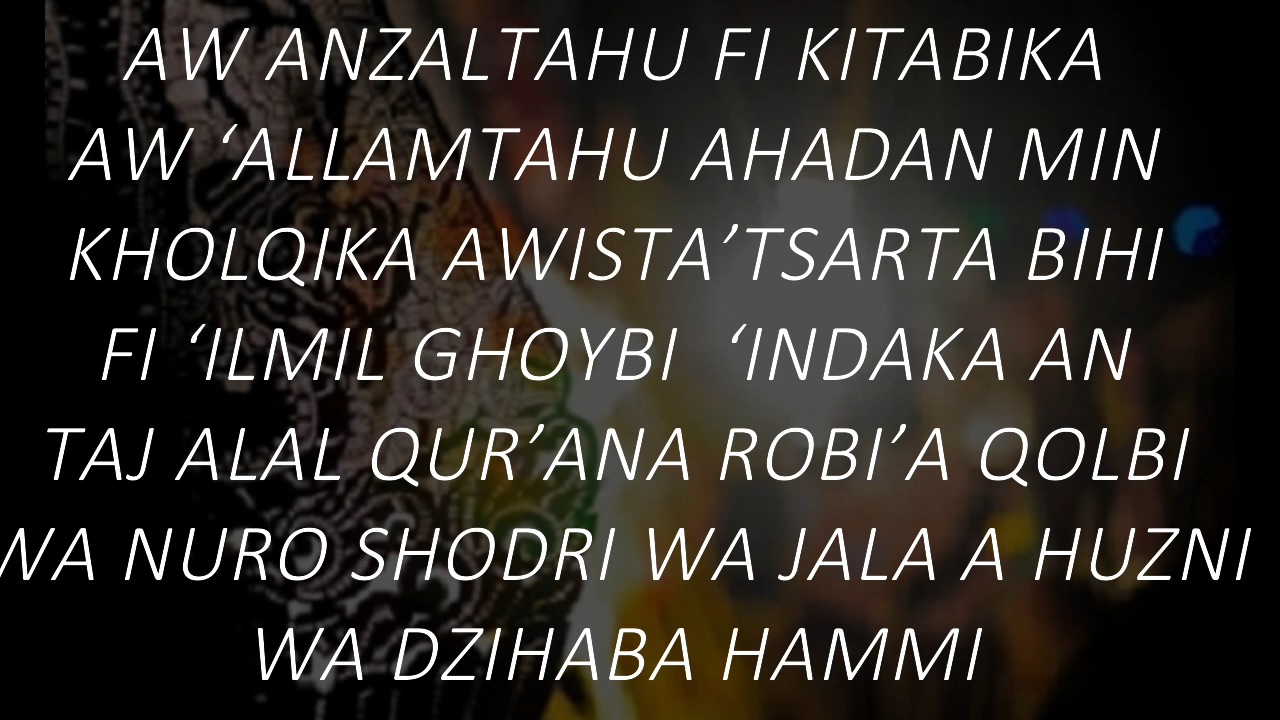 AW ANZALTAHU FI KITABIKA
AW ‘ALLAMTAHU AHADAN MIN
KHOLQIKA AWISTA’TSARTA BIHI
FI ‘ILMIL GHOYBI  ‘INDAKA AN
TAJ ALAL QUR’ANA ROBI’A QOLBI
WA NURO SHODRI WA JALA A HUZNI
WA DZIHABA HAMMI